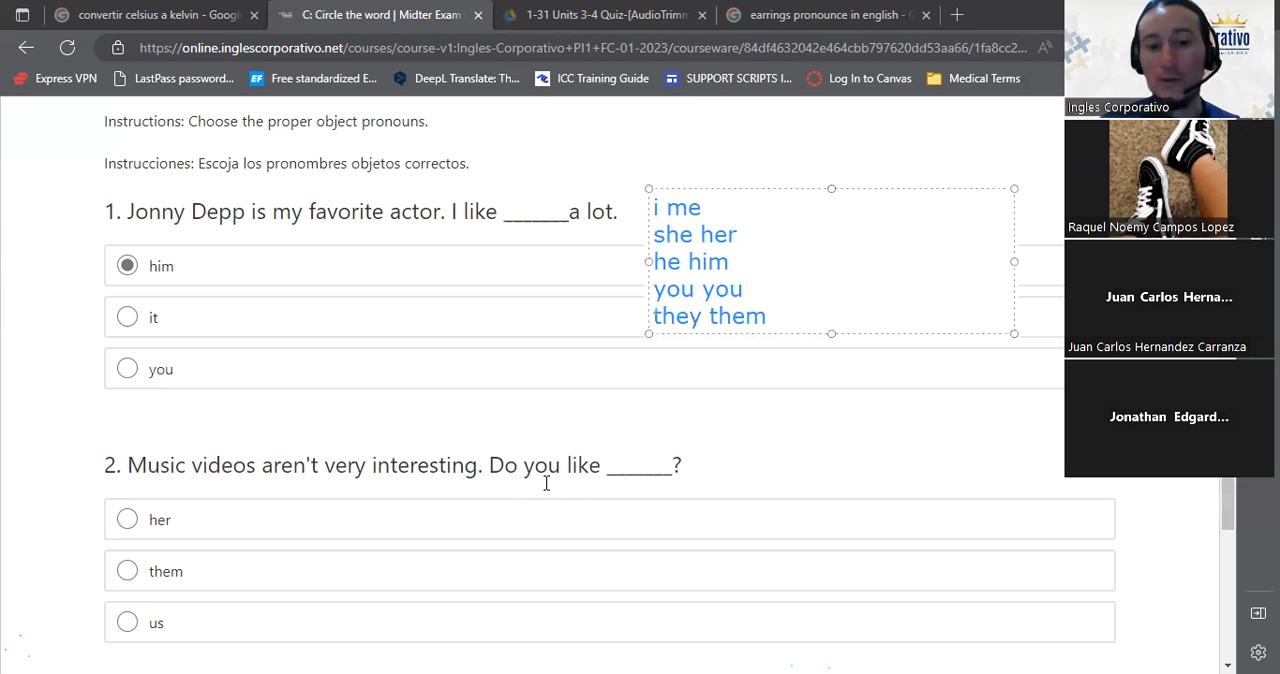 convertir celsius a kelvin - Googl
C: Circle the word | Midter Exam
1-31 Units 3-4 Quiz-[AudioTrimn
earrings pronounce in english - G
https://online.inglescorporativo.net/courses/course-v1:Ingles-Corporativo+PI1+FC-01-2023/courseware/84df4632042e464cbb797620dd53aa66/1fa8cc2...
Express VPN
LastPass password...
EF Free standardized E...
DeepL Translate: Th...
ICC Training Guide
SUPPORT SCRIPTS I...
Log In to Canvas
Medical Terms
Ingles Corporativo
Instructions: Choose the proper object pronouns.
Instrucciones: Escoja los pronombres objetos correctos.
1. Jonny Depp is my favorite actor. I like _______a lot.
him
it
you
i me
she her
he him
you you
they them
2. Music videos aren't very interesting. Do you like _______?
her
them
us
Raquel Noemy Campos Lopez
Juan Carlos Herna...
Juan Carlos Hernandez Carranza
Jonathan Edgard...